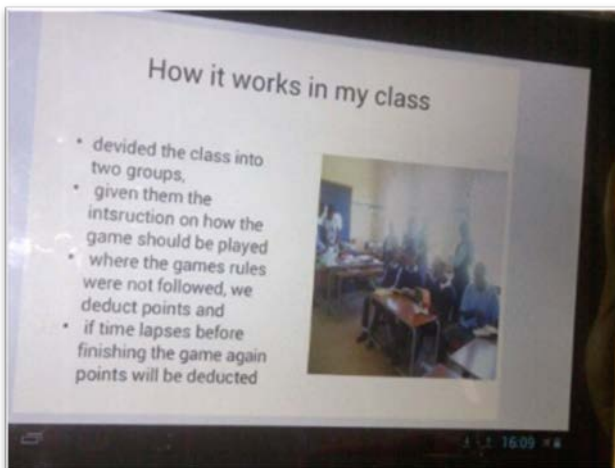 How it works in my class
• devided the class into
two groups,
• given them the
intsruction on how the
game should be played
• where the games rules
were not followed, we
deduct points and
• if time lapses before
finishing the game again
points will be deducted
16:09